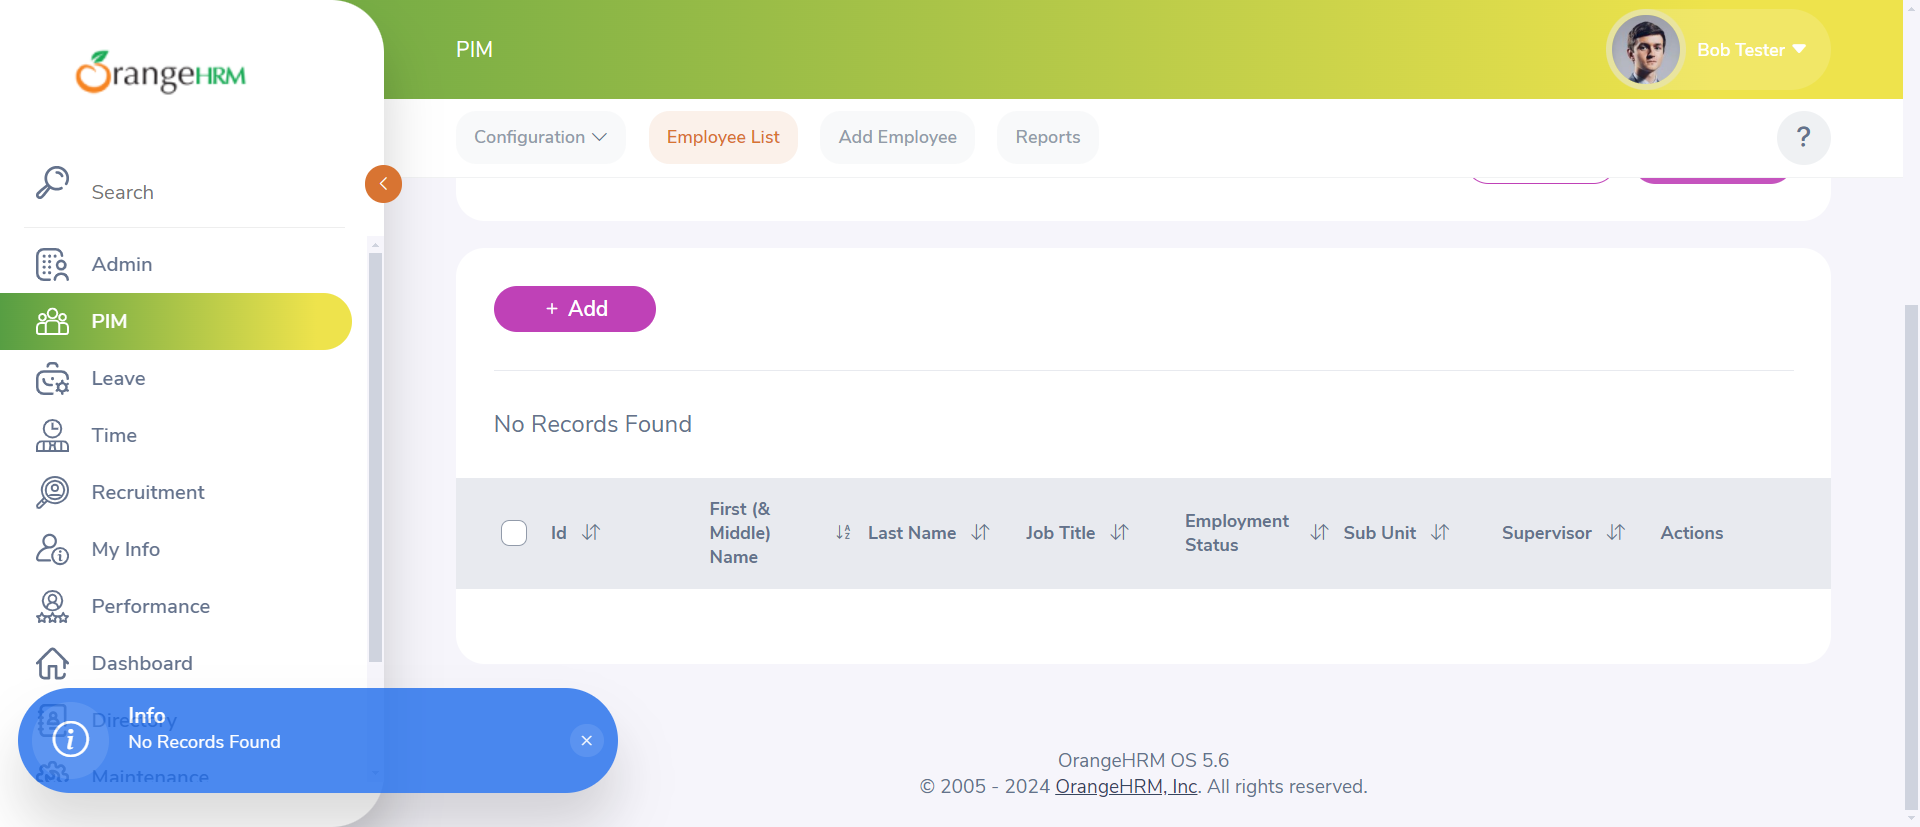 OrangeHRM
Search
Admin
PIM
Leave
Time
Recruitment
My Info
Performance
Dashboard
Directory
Maintenance
Info
No Records Found
PIM
Bob Tester
Configuration
Employee List
Add Employee
Reports
?
+ Add
No Records Found
Id
First (&
Middle)
Name
Last Name
Job Title
Employment
Status
Sub Unit
Supervisor
Actions
OrangeHRM OS 5.6
© 2005 - 2024 OrangeHRM, Inc. All rights reserved.